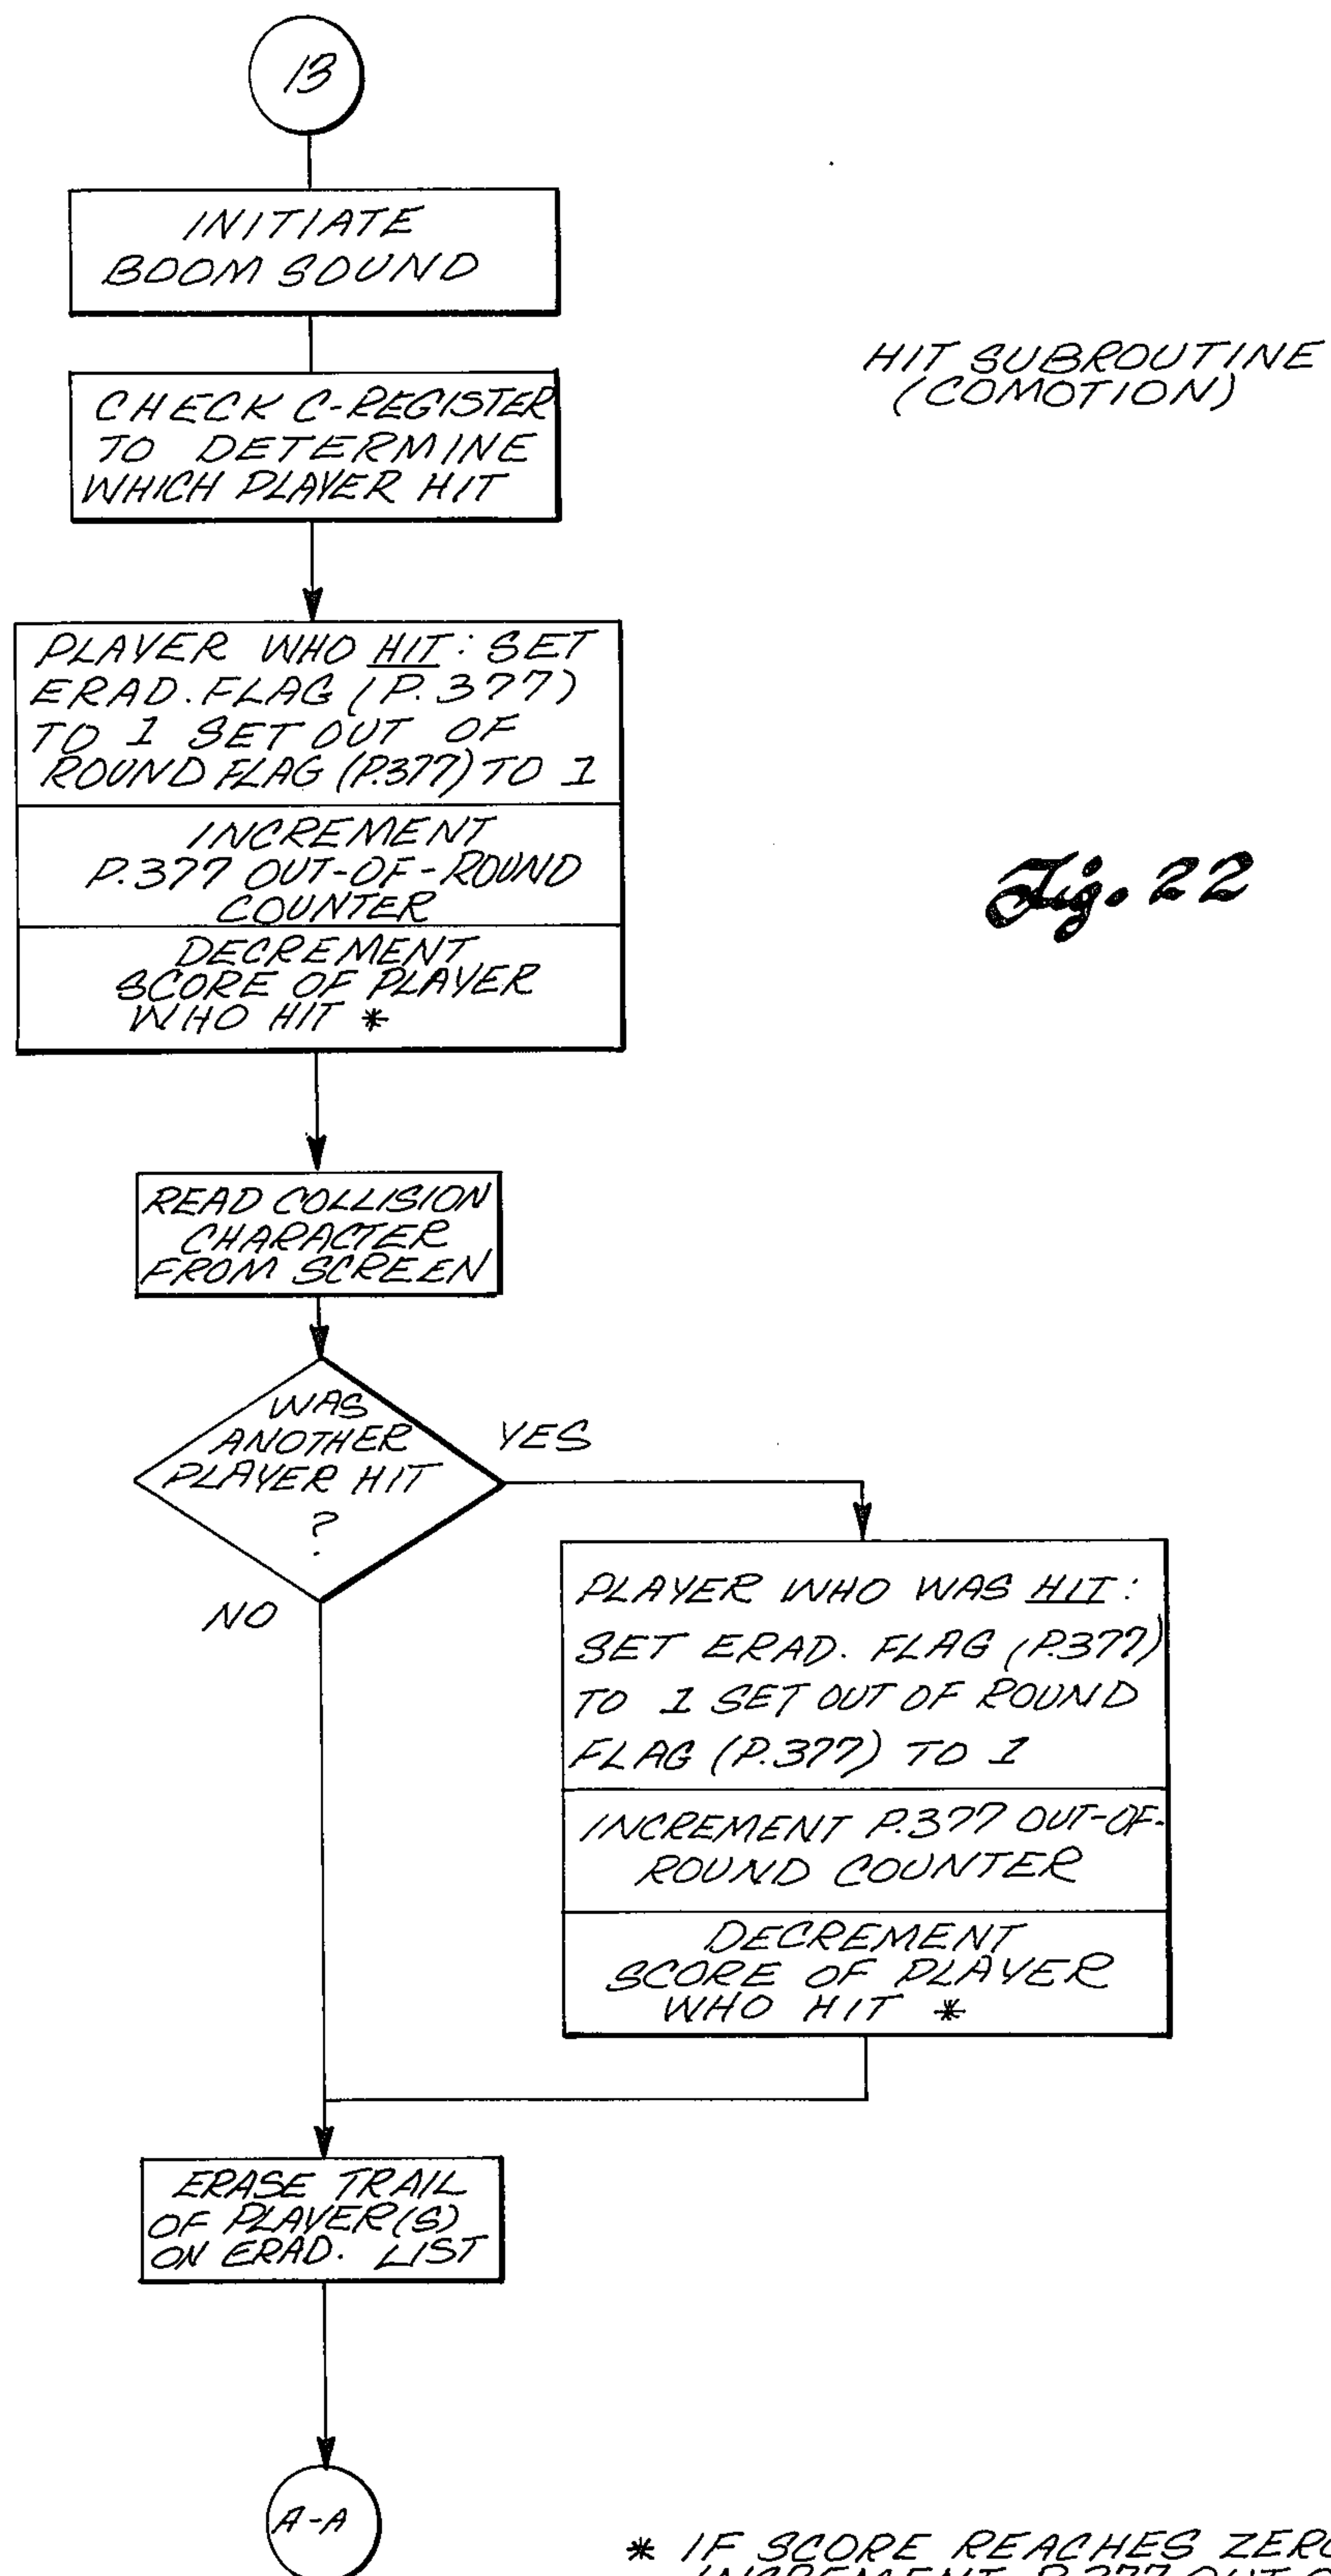 13
INITIATE
BOOM SOUND
HIT SUBROUTINE
(COMOTION)
CHECK C-REGISTER
TO DETERMINE
WHICH PLAYER HIT
PLAYER WHO HIT: SET
ERAD. FLAG (P.377)
TO 1 SET OUT OF
ROUND FLAG (P.377) TO 1
INCREMENT
P.377 OUT-OF-ROUND
COUNTER
DECREMENT
SCORE OF PLAYER
WHO HIT *
Fig. 22
READ COLLISION
CHARACTER
FROM SCREEN
WAS
ANOTHER
PLAYER HIT
?
YES
NO
PLAYER WHO WAS HIT:
SET ERAD. FLAG (P.377)
TO 1 SET OUT OF ROUND
FLAG (P.377) TO 1
INCREMENT P.377 OUT-OF-
ROUND COUNTER
DECREMENT
SCORE OF PLAYER
WHO HIT *
ERASE TRAIL
OF PLAYER(S)
ON ERAD. LIST
A-A
* IF SCORE REACHES ZERO
INCREMENT P.377 OUT